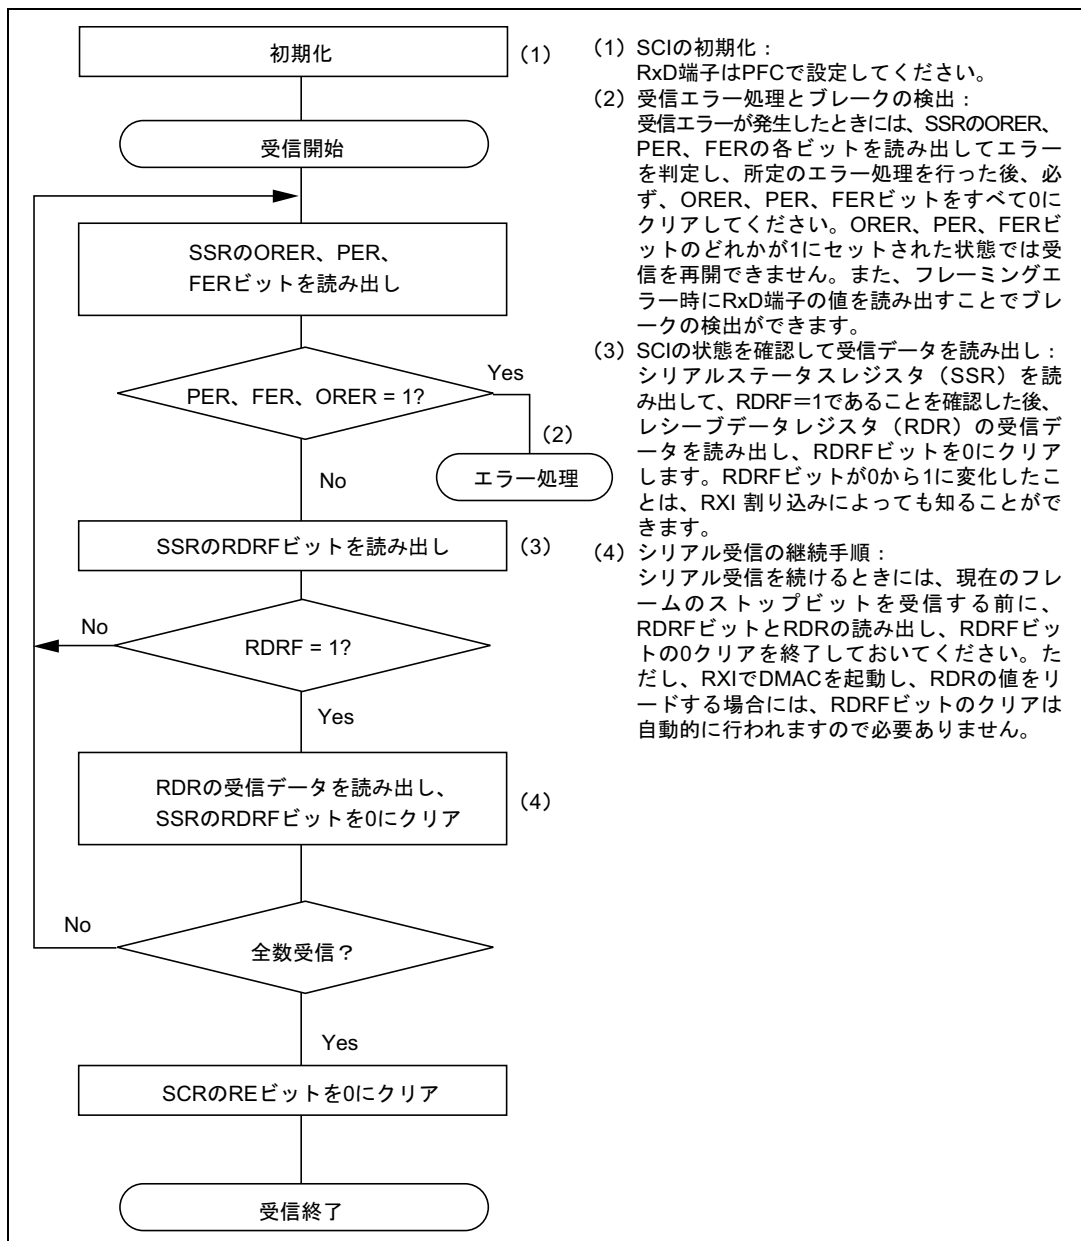 初期化
(1)
受信開始
SSRのORER、PER、
FERビットを読み出し
PER、FER、ORER = 1?
Yes
(2)
エラー処理
No
SSRのRDRFビットを読み出し
(3)
No
RDRF = 1?
Yes
RDRの受信データを読み出し、
SSRのRDRFビットを0にクリア
(4)
No
全数受信？
Yes
SCRのREビットを0にクリア
受信終了
(1) SCIの初期化：
RxD端子はPFCで設定してください。
(2) 受信エラー処理とブレークの検出：
受信エラーが発生したときには、SSRのORER、
PER、FERの各ビットを読み出してエラー
を判定し、所定のエラー処理を行った後、必
ず、ORER、PER、FERビットをすべて0に
クリアしてください。ORER、PER、FERビ
ットのどれかが1にセットされた状態では受
信を再開できません。また、フレーミングエ
ラー時にRxD端子の値を読み出すことでブレ
ークの検出ができます。
(3) SCIの状態を確認して受信データを読み出し：
シリアルステータスレジスタ（SSR）を読
み出して、RDRF＝1であることを確認した後、
レシーブデータレジスタ（RDR）の受信デ
ータを読み出し、RDRFビットを0にクリア
します。RDRFビットが0から1に変化したこ
とは、RXI 割り込みによっても知ることがで
きます。
(4) シリアル受信の継続手順：
シリアル受信を続けるときには、現在のフレ
ームのストップビットを受信する前に、
RDRFビットとRDRの読み出し、RDRFビッ
トの0クリアを終了しておいてください。た
だし、RXIでDMACを起動し、RDRの値をリ
ードする場合には、RDRFビットのクリアは
自動的に行われますので必要ありません。